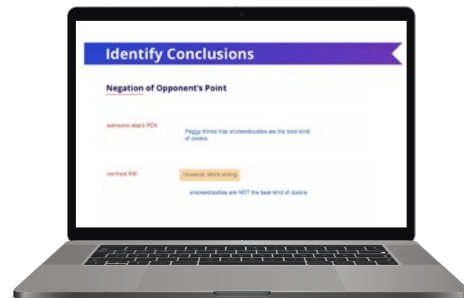 Identify Conclusions
Negation of Opponent's Point
someone else's POV
Peggy thinks that snickerdoodles are the best kind
of cookie
contrast KW
However, she's wrong.
snickerdoodles are NOT the best kind of cookie